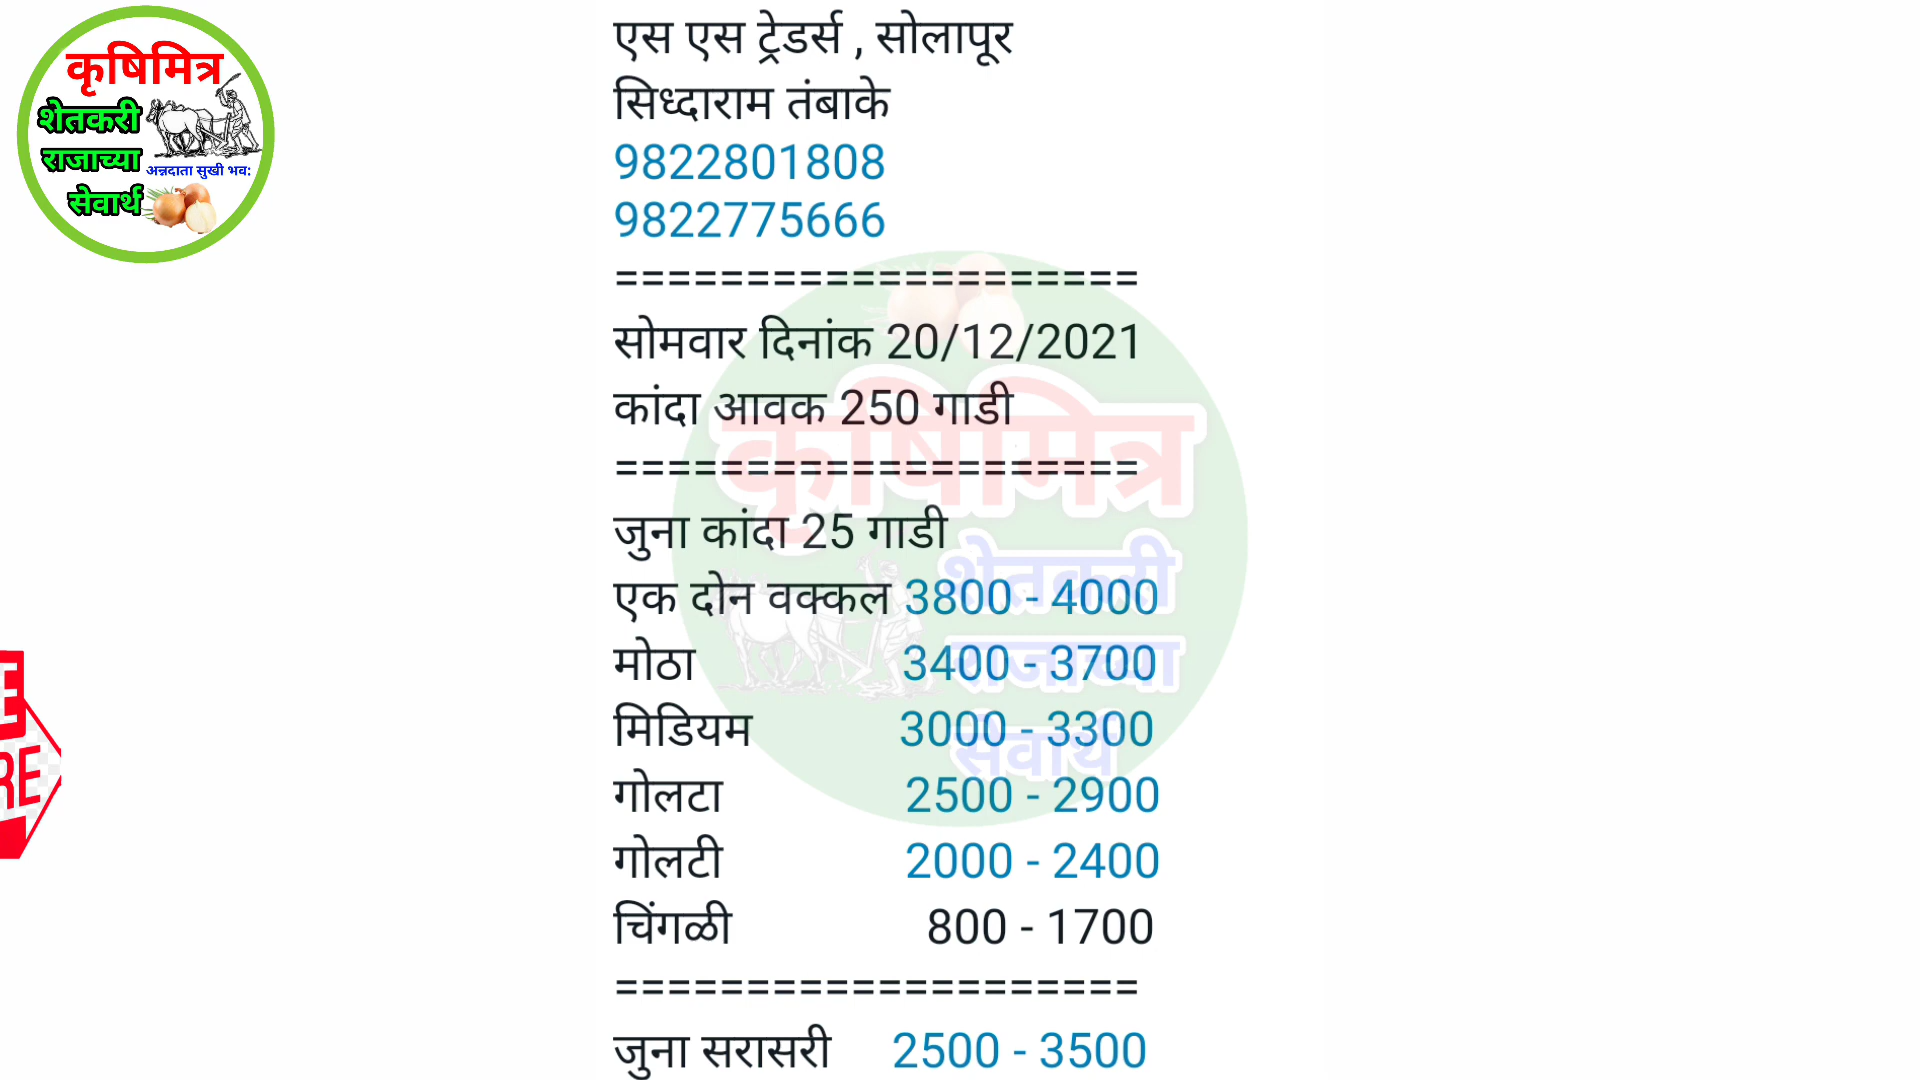 कृषिमित्र
शेतकरी
राजाच्या
सेवार्थ
अन्नदाता सुखी भव:
एस एस ट्रेडर्स , सोलापूर
सिध्दाराम तंबाके
9822801808
9822775666
====================
सोमवार दिनांक 20/12/2021
कांदा आवक 250 गाडी
====================
जुना कांदा 25 गाडी
एक दोन वक्कल 3800 - 4000
मोठा 3400 - 3700
मिडियम 3000 - 3300
गोलटा 2500 - 2900
गोलटी 2000 - 2400
चिंगळी 800 - 1700
====================
जुना सरासरी 2500 - 3500
कृषिमित्र
शेतकरी
राजाच्या
सेवार्थ